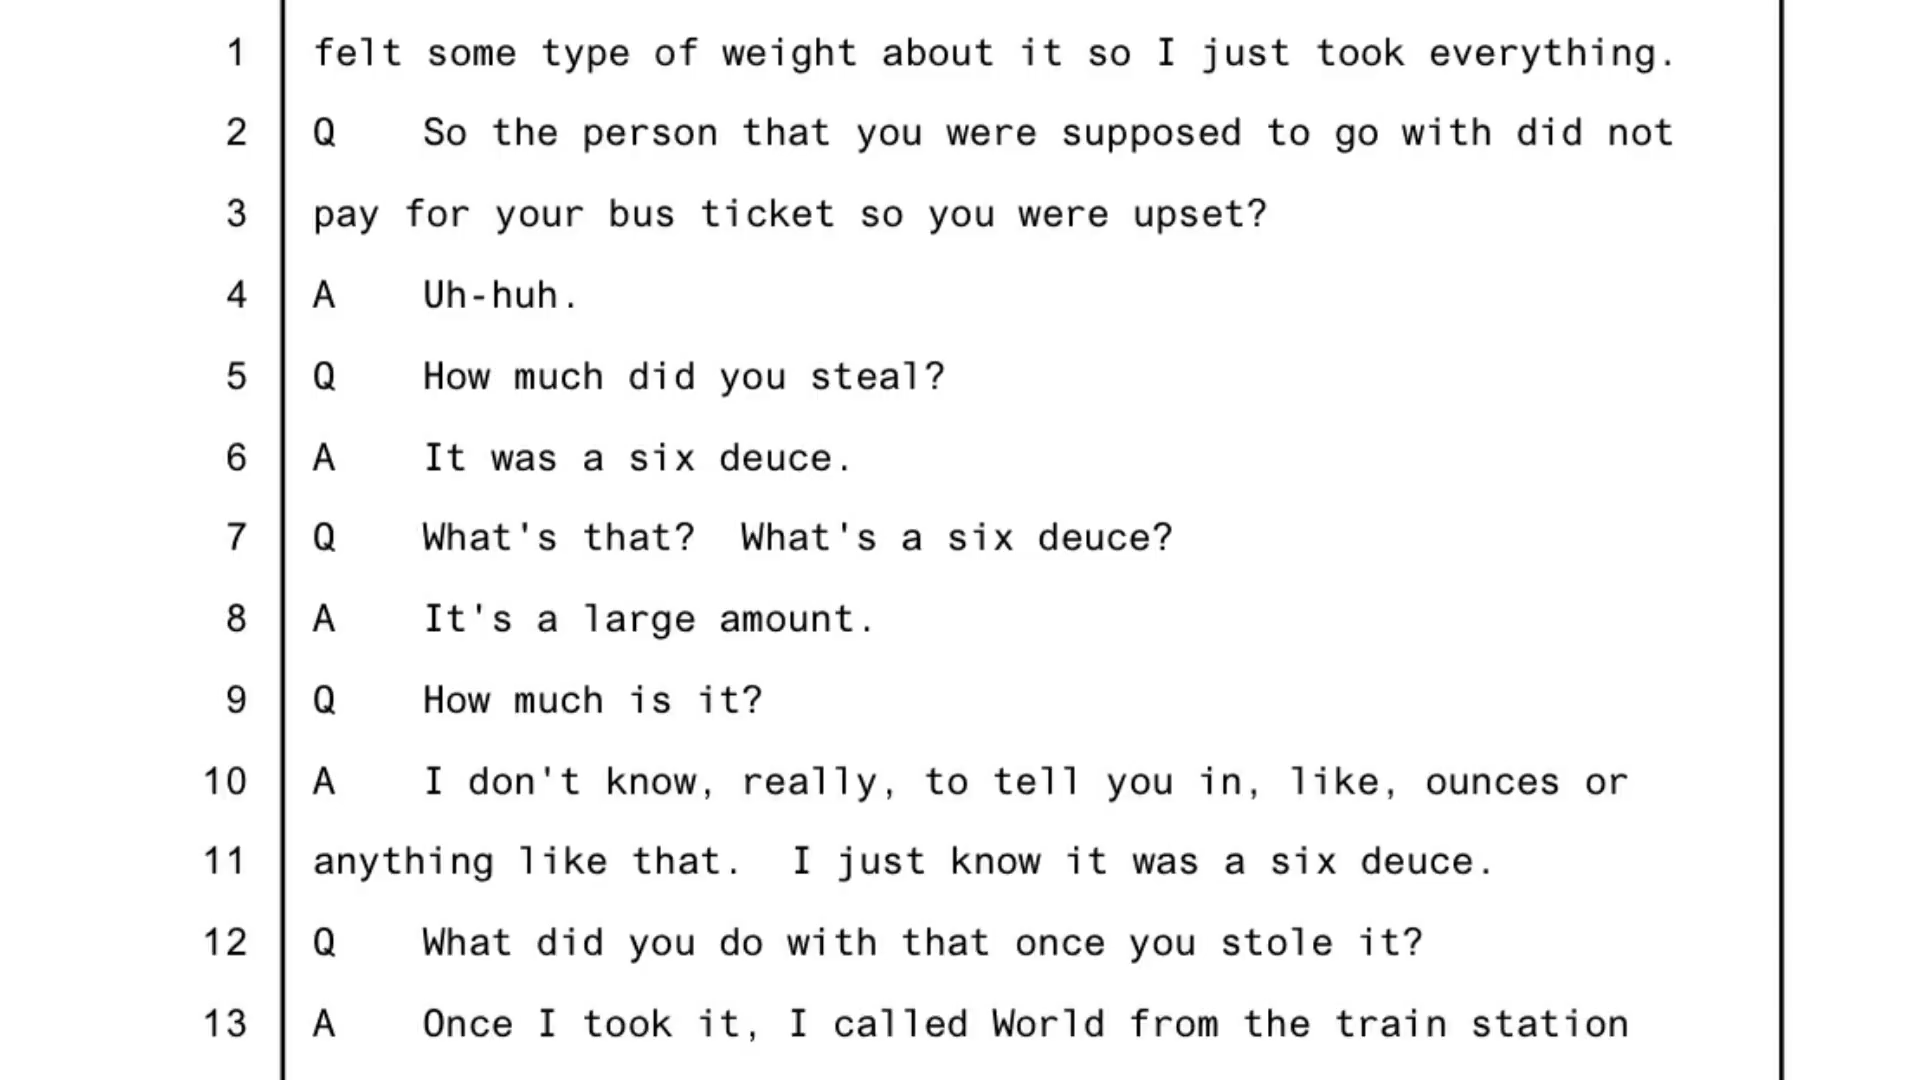 1 felt some type of weight about it so I just took everything.
2 Q So the person that you were supposed to go with did not
3 pay for your bus ticket so you were upset?
4 A Uh-huh.
5 Q How much did you steal?
6 A It was a six deuce.
7 Q What's that? What's a six deuce?
8 A It's a large amount.
9 Q How much is it?
10 A I don't know, really, to tell you in, like, ounces or
11 anything like that. I just know it was a six deuce.
12 Q What did you do with that once you stole it?
13 A Once I took it, I called World from the train station